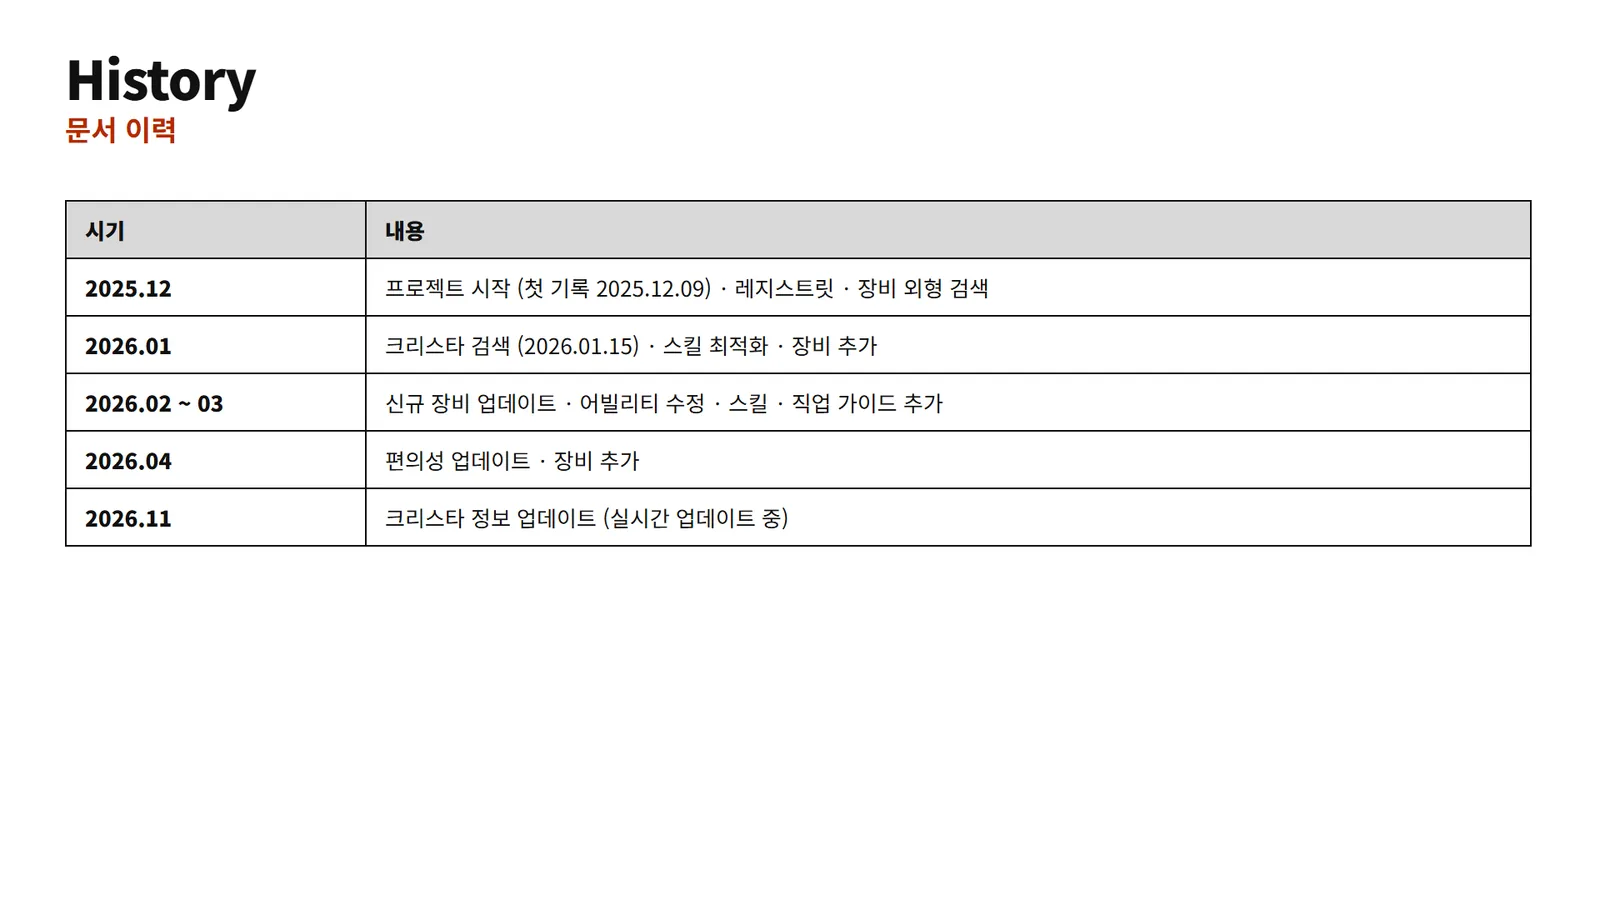 History
문서 이력
시기 내용
2025.12 프로젝트 시작 (첫 기록 2025.12.09) · 레지스트릿 · 장비 외형 검색
2026.01 크리스타 검색 (2026.01.15) · 스킬 최적화 · 장비 추가
2026.02 ~ 03 신규 장비 업데이트 · 어빌리티 수정 · 스킬 · 직업 가이드 추가
2026.04 편의성 업데이트 · 장비 추가
2026.11 크리스타 정보 업데이트 (실시간 업데이트 중)